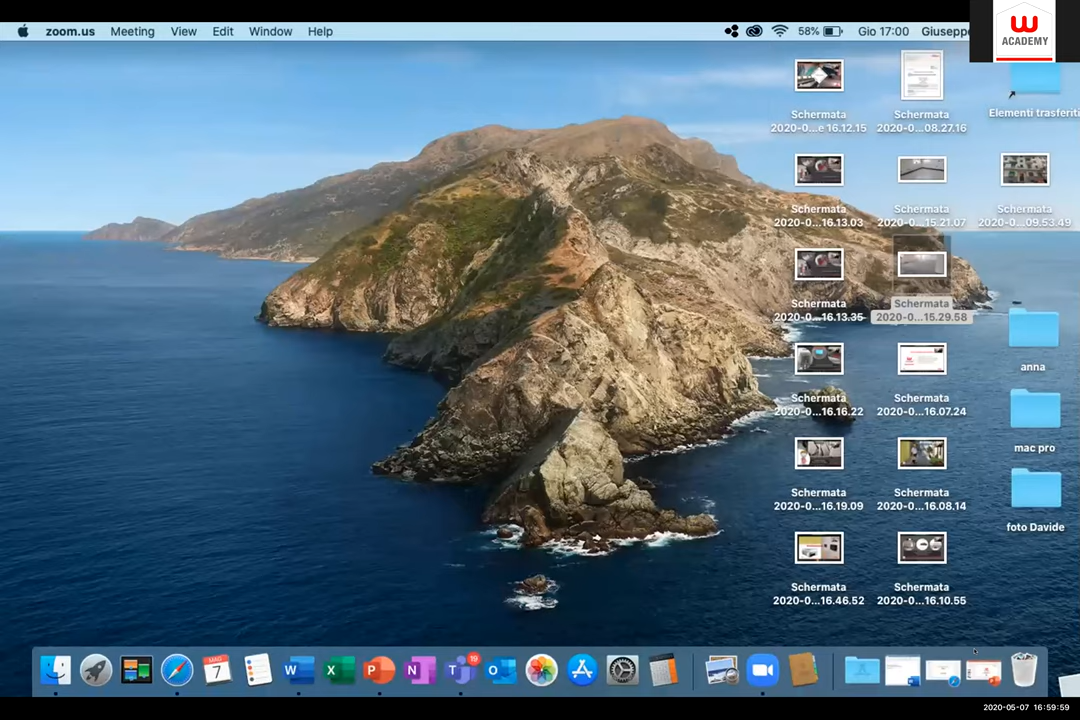 zoom.us Meeting View Edit Window Help 58% Gio 17:00 Giuseppe
W
ACADEMY
Schermata
2020-0...e 16.12.15
Schermata
2020-0...08.27.16
Elementi trasferiti
Schermata
2020-0...16.13.03
Schermata
2020-0...15.21.07
Schermata
2020-0...09.53.49
Schermata
2020-0...16.13.35
Schermata
2020-0...15.29.58
anna
Schermata
2020-0...16.16.22
Schermata
2020-0...16.07.24
mac pro
Schermata
2020-0...16.19.09
Schermata
2020-0...16.08.14
foto Davide
Schermata
2020-0...16.46.52
Schermata
2020-0...16.10.55
MAG
7
W
X
P
N
T
19
O
2020-05-07 16:59:59